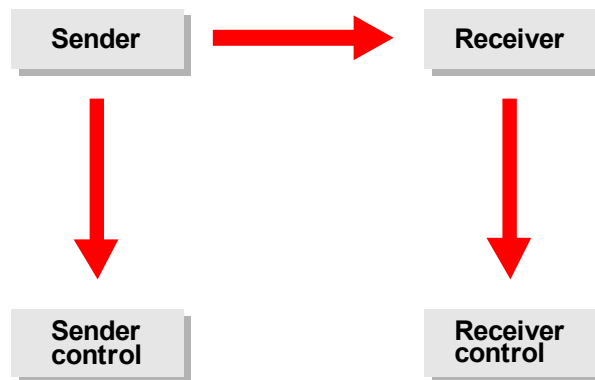 Sender
Receiver
Sender
control
Receiver
control